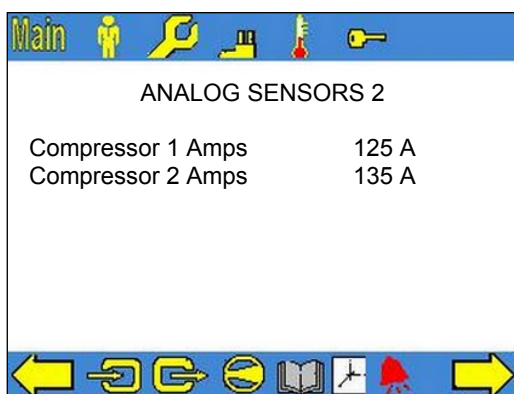 Main
ANALOG SENSORS 2
Compressor 1 Amps 125 A
Compressor 2 Amps 135 A